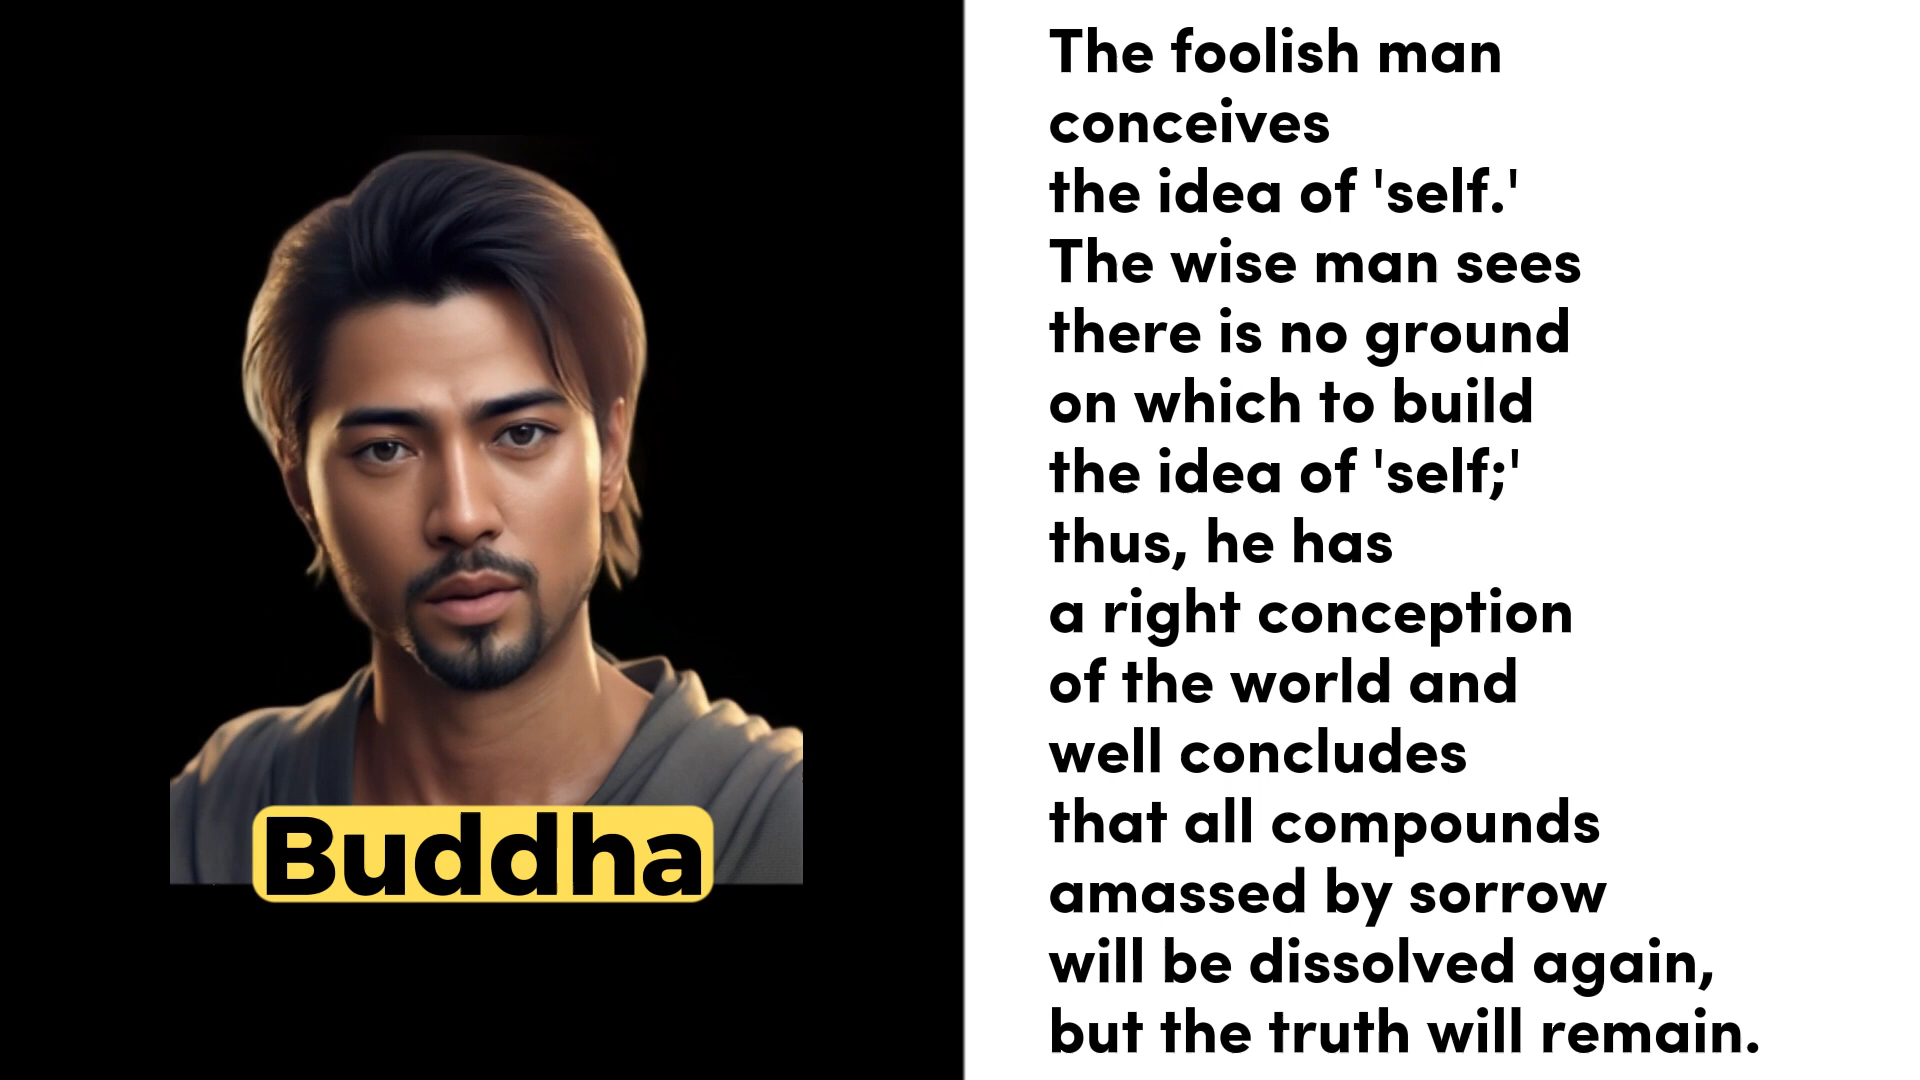 Buddha
The foolish man
conceives
the idea of 'self.'
The wise man sees
there is no ground
on which to build
the idea of 'self;'
thus, he has
a right conception
of the world and
well concludes
that all compounds
amassed by sorrow
will be dissolved again,
but the truth will remain.